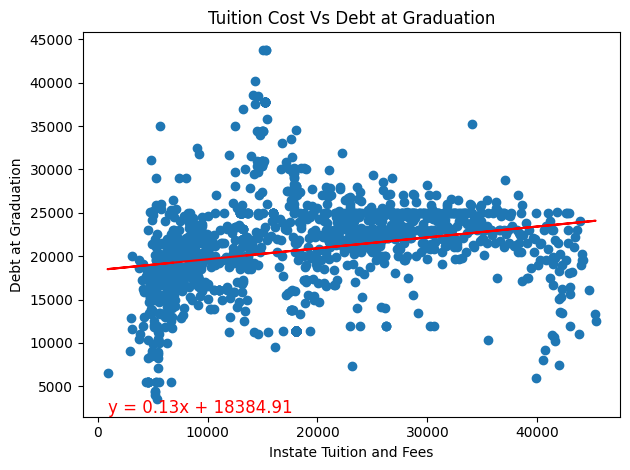 Tuition Cost Vs Debt at Graduation
45000
40000
35000
30000
25000
20000
15000
10000
5000
Debt at Graduation
y = 0.13x + 18384.91
0 10000 20000 30000 40000
Instate Tuition and Fees